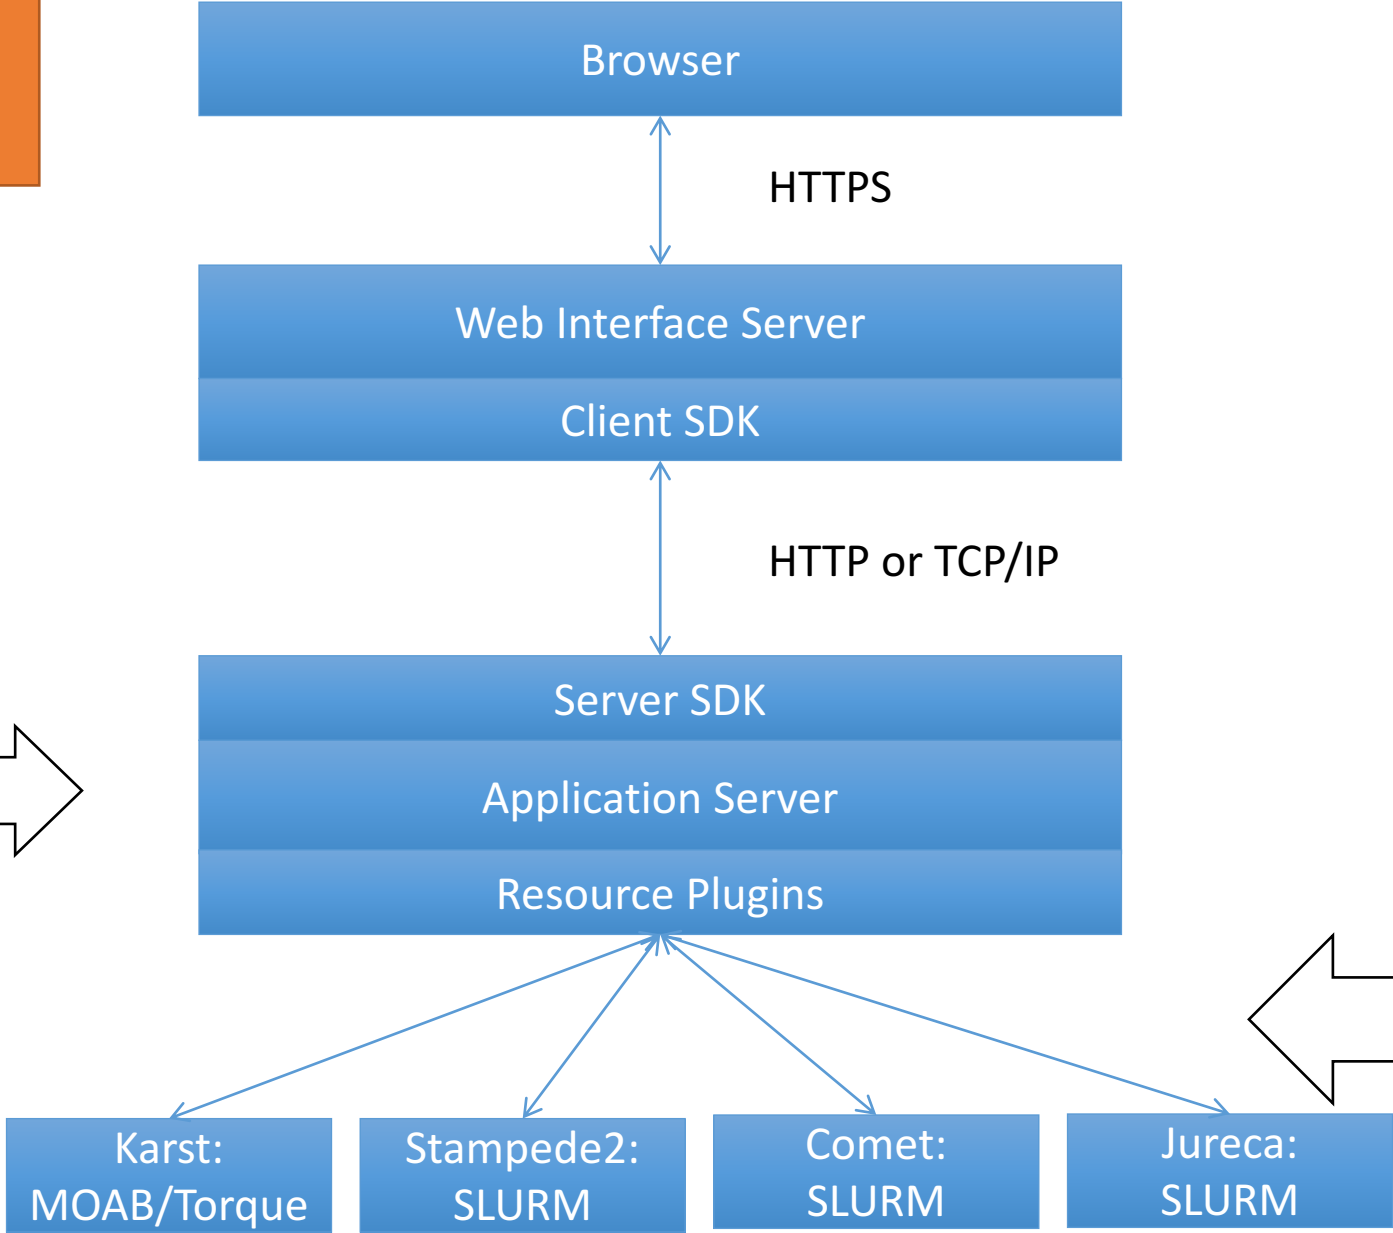 Browser
HTTPS
Web Interface Server
Client SDK
HTTP or TCP/IP
Server SDK
Application Server
Resource Plugins
Karst:
MOAB/Torque
Stampede2:
SLURM
Comet:
SLURM
Jureca:
SLURM